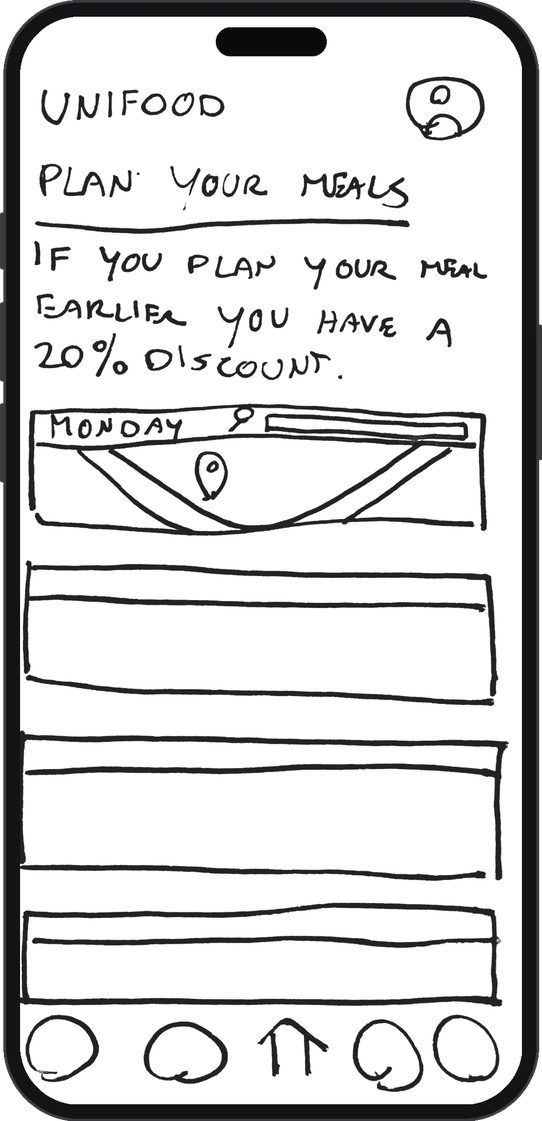 UNIFOOD
PLAN YOUR MEALS
IF YOU PLAN YOUR MEAL
EARLIER YOU HAVE A
20% DISCOUNT.
MONDAY